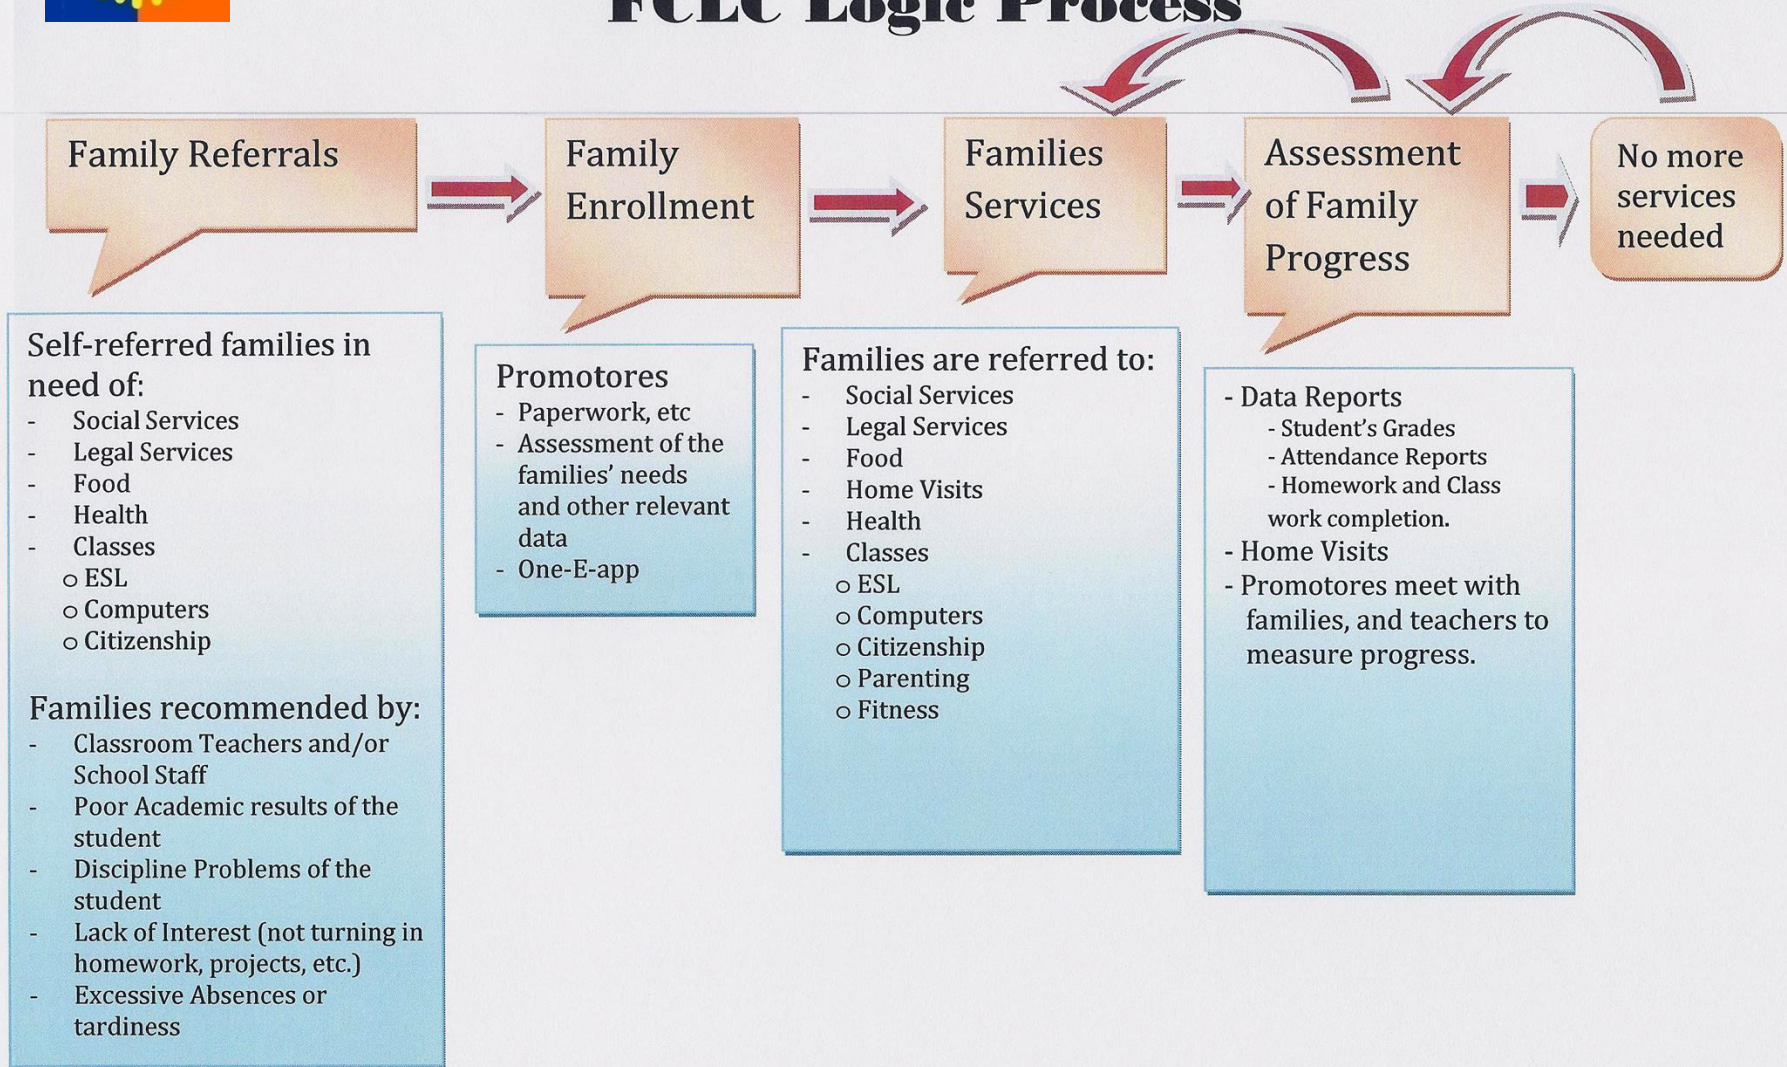 FCLC Logic Process
Family Referrals
Family
Enrollment
Families
Services
Assessment
of Family
Progress
No more
services
needed
Self-referred families in
need of:
- Social Services
- Legal Services
- Food
- Health
- Classes
o ESL
o Computers
o Citizenship
Families recommended by:
- Classroom Teachers and/or
School Staff
- Poor Academic results of the
student
- Discipline Problems of the
student
- Lack of Interest (not turning in
homework, projects, etc.)
- Excessive Absences or
tardiness
Promotores
- Paperwork, etc
- Assessment of the
families’ needs
and other relevant
data
- One-E-app
Families are referred to:
- Social Services
- Legal Services
- Food
- Home Visits
- Health
- Classes
o ESL
o Computers
o Citizenship
o Parenting
o Fitness
- Data Reports
- Student’s Grades
- Attendance Reports
- Homework and Class
work completion.
- Home Visits
- Promotores meet with
families, and teachers to
measure progress.